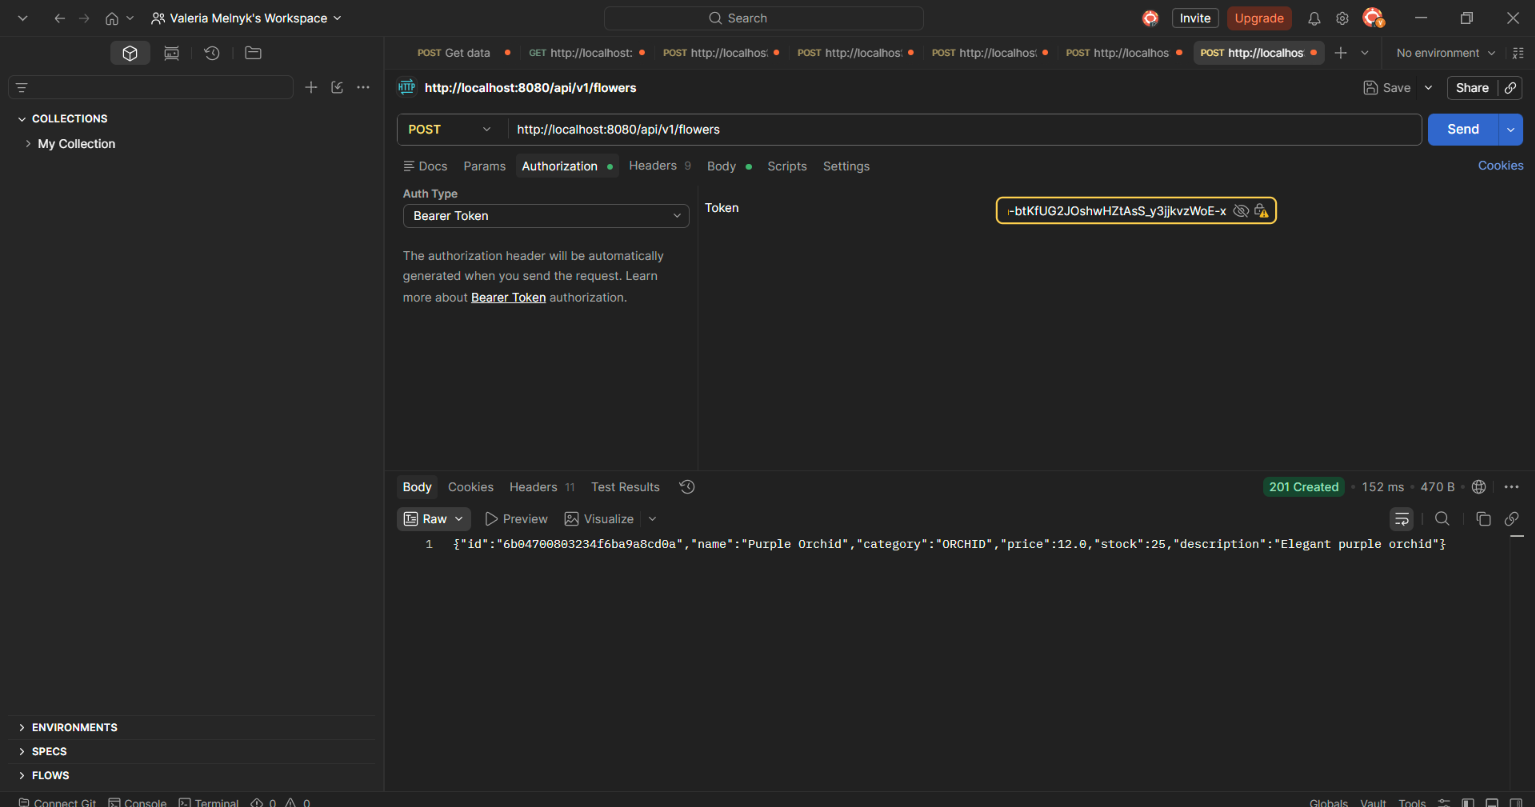 Valeria Melnyk's Workspace
Search
Invite
Upgrade
POST Get data
GET http://localhost:
POST http://localhos
POST http://localhos
POST http://localhost
POST http://localhos
POST http://localhos
No environment
HTTP http://localhost:8080/api/v1/flowers
Save
Share
COLLECTIONS
My Collection
POST http://localhost:8080/api/v1/flowers
Send
Docs Params Authorization Headers 9 Body Scripts Settings
Cookies
Auth Type
Bearer Token
The authorization header will be automatically
generated when you send the request. Learn
more about Bearer Token authorization.
Token
-btKfUG2JOshwHZtAsS_y3jjkvzWoE-x
Body Cookies Headers 11 Test Results
201 Created • 152 ms • 470 B
Raw Preview Visualize
1 {"id":"6b04700803234f6ba9a8cd0a","name":"Purple Orchid","category":"ORCHID","price":12.0,"stock":25,"description":"Elegant purple orchid"}
ENVIRONMENTS
SPECS
FLOWS
Connect Git Console Terminal 0 0
Globals Vault Tools